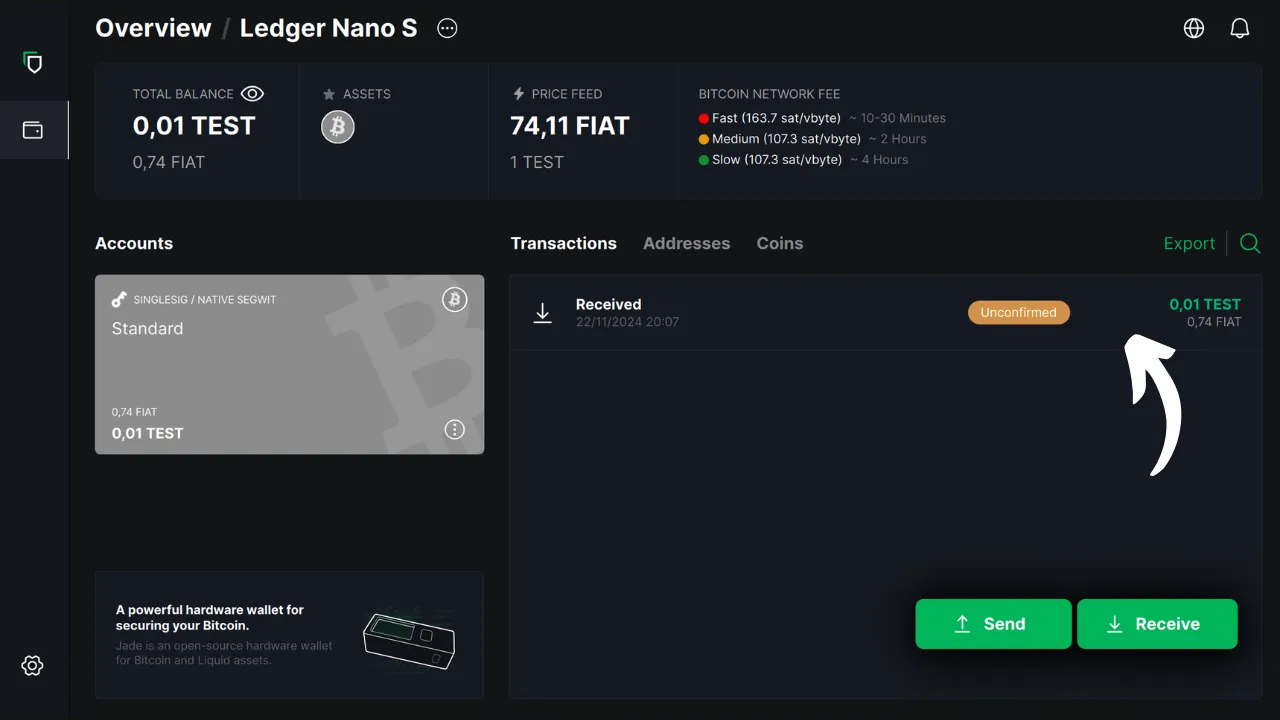 Overview / Ledger Nano S
TOTAL BALANCE
0,01 TEST
0,74 FIAT
ASSETS
PRICE FEED
74,11 FIAT
1 TEST
BITCOIN NETWORK FEE
Fast (163.7 sat/vbyte) ~ 10-30 Minutes
Medium (107.3 sat/vbyte) ~ 2 Hours
Slow (107.3 sat/vbyte) ~ 4 Hours
Accounts
SINGLESIG / NATIVE SEGWIT
Standard
0,74 FIAT
0,01 TEST
A powerful hardware wallet for
securing your Bitcoin.
Jade is an open-source hardware wallet
for Bitcoin and Liquid assets.
Transactions Addresses Coins Export
Received
22/11/2024 20:07
Unconfirmed
0,01 TEST
0,74 FIAT
Send
Receive